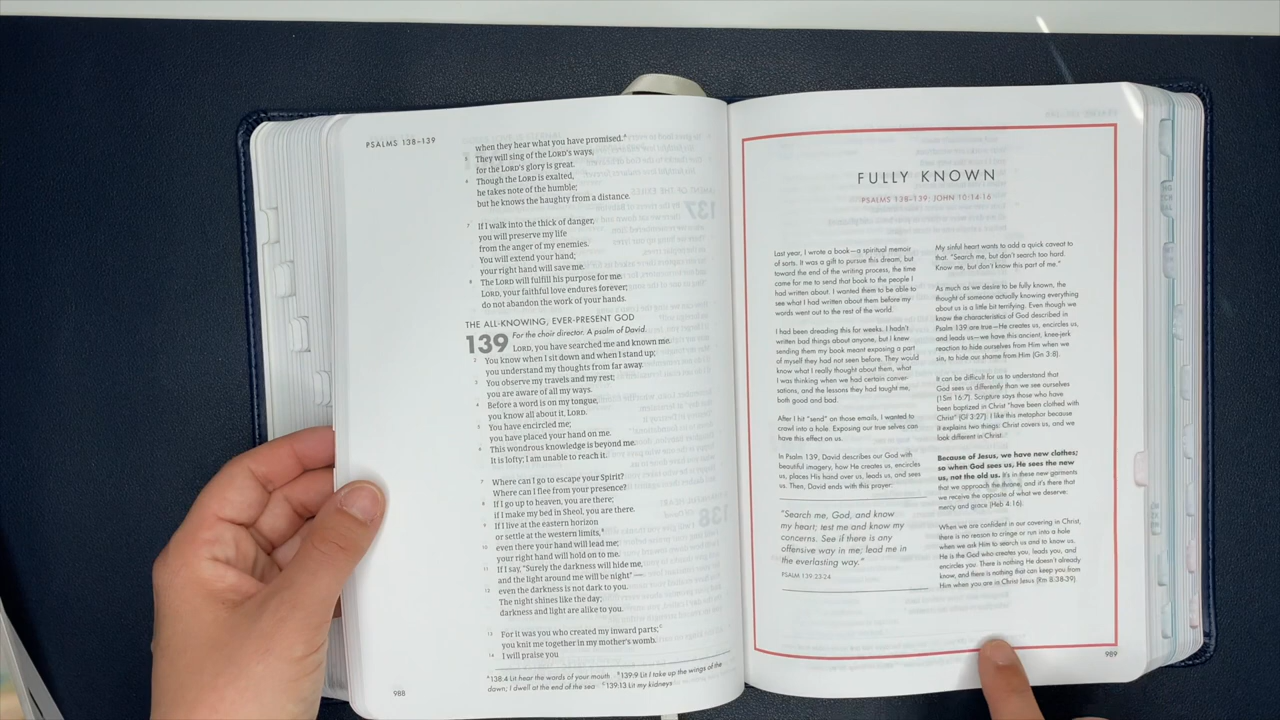 PSALMS 138–139
when they hear what you have promised.A
5 They will sing of the LORD's ways,
for the LORD's glory is great.
6 Though the LORD is exalted,
he takes note of the humble;
but he knows the haughty from a distance.
7 If I walk into the thick of danger,
you will preserve my life
from the anger of my enemies.
You will extend your hand;
your right hand will save me.
8 The LORD will fulfill his purpose for me.
LORD, your faithful love endures forever;
do not abandon the work of your hands.
THE ALL-KNOWING, EVER-PRESENT GOD
139 For the choir director. A psalm of David.
LORD, you have searched me and known me.
2 You know when I sit down and when I stand up;
you understand my thoughts from far away.
3 You observe my travels and my rest;
you are aware of all my ways.
4 Before a word is on my tongue,
you know all about it, LORD.
5 You have encircled me;
you have placed your hand on me.
6 This wondrous knowledge is beyond me.
It is lofty; I am unable to reach it.
7 Where can I go to escape your Spirit?
Where can I flee from your presence?
8 If I go up to heaven, you are there;
if I make my bed in Sheol, you are there.
9 If I live at the eastern horizon
or settle at the western limits,B
10 even there your hand will lead me;
your right hand will hold on to me.
11 If I say, "Surely the darkness will hide me,
and the light around me will be night" —
12 even the darkness is not dark to you.
The night shines like the day;
darkness and light are alike to you.
13 For it was you who created my inward parts;C
you knit me together in my mother's womb.
14 I will praise you
A138:4 Lit hear the words of your mouth B139:9 Lit I take up the wings of the
dawn; I dwell at the end of the sea C139:13 Lit my kidneys
988
FULLY KNOWN
PSALMS 138–139; JOHN 10:14-16
Last year, I wrote a book—a spiritual memoir
of sorts. It was a gift to pursue this dream, but
toward the end of the writing process, the time
came for me to send that book to the people I
had written about. I wanted them to be able to
see what I had written about them before my
words went out to the rest of the world.
I had been dreading this for weeks. I hadn't
written bad things about anyone, but I knew
sending them my book meant exposing a part
of myself they had not seen before. They would
know what I really thought about them, what
I was thinking when we had certain conver-
sations, and the lessons they had taught me,
both good and bad.
After I hit "send" on those emails, I wanted to
crawl into a hole. Exposing our true selves can
have this effect on us.
In Psalm 139, David describes our God with
beautiful imagery, how He creates us, encircles
us, places His hand over us, leads us, and sees
us. Then, David ends with this prayer:
"Search me, God, and know
my heart; test me and know my
concerns. See if there is any
offensive way in me; lead me in
the everlasting way."
PSALM 139:23-24
My sinful heart wants to add a quick caveat to
that. "Search me, but don't search too hard.
Know me, but don't know this part of me."
As much as we desire to be fully known, the
thought of someone actually knowing everything
about us is a little bit terrifying. Even though we
know the characteristics of God described in
Psalm 139 are true—He creates us, encircles us,
and leads us—we have this ancient, knee-jerk
reaction to hide ourselves from Him when we
sin, to hide our shame from Him (Gn 3:8).
It can be difficult for us to understand that
God sees us differently than we see ourselves
(1Sm 16:7). Scripture says those who have
been baptized in Christ "have been clothed with
Christ" (Gl 3:27). I like this metaphor because
it explains two things: Christ covers us, and we
look different in Christ.
Because of Jesus, we have new clothes;
so when God sees us, He sees the new
us, not the old us. It's in these new garments
that we approach the throne, and it's there that
we receive the opposite of what we deserve:
mercy and grace (Heb 4:16).
When we are confident in our covering in Christ,
there is no reason to cringe or run into a hole
when we ask Him to search us and to know us.
He is the God who creates you, leads you, and
encircles you. There is nothing He doesn't already
know, and there is nothing that can keep you from
Him when you are in Christ Jesus (Rm 8:38-39).
989